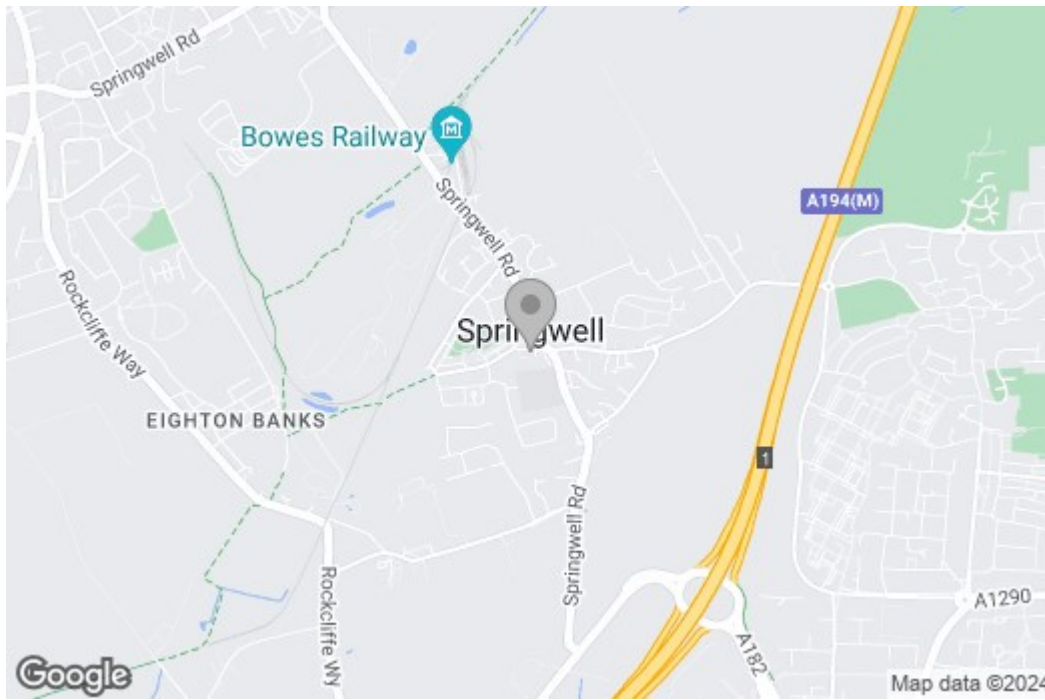 Springwell Rd
Bowes Railway
A194(M)
Springwell Rd
Rockcliffe Way
Springwell
EIGHTON BANKS
1
Springwell Rd
Rockcliffe Wy
A1290
A182
Google
Map data ©2024